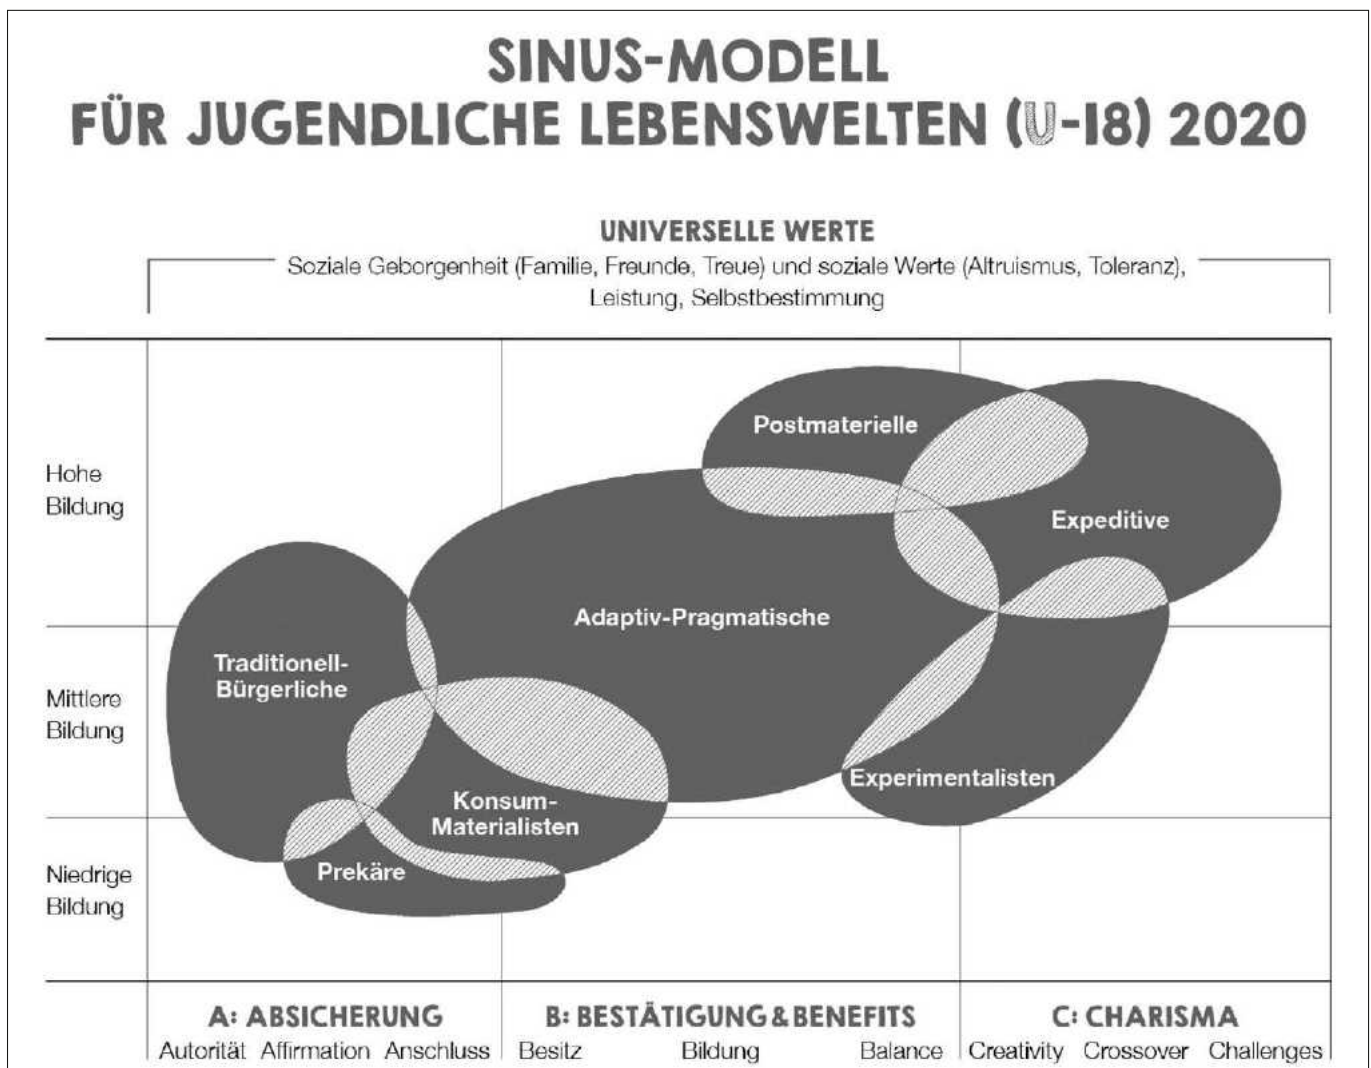 SINUS-MODELL
FÜR JUGENDLICHE LEBENSWELTEN (U-18) 2020
UNIVERSELLE WERTE
Soziale Geborgenheit (Familie, Freunde, Treue) und soziale Werte (Altruismus, Toleranz),
Leistung, Selbstbestimmung
Hohe
Bildung
Postmaterielle
Expeditive
Adaptiv-Pragmatische
Traditionell-
Bürgerliche
Mittlere
Bildung
Experimentalisten
Konsum-
Materialisten
Prekäre
Niedrige
Bildung
A: ABSICHERUNG
B: BESTÄTIGUNG & BENEFITS
C: CHARISMA
Autorität Affirmation Anschluss
Besitz Bildung Balance
Creativity Crossover Challenges